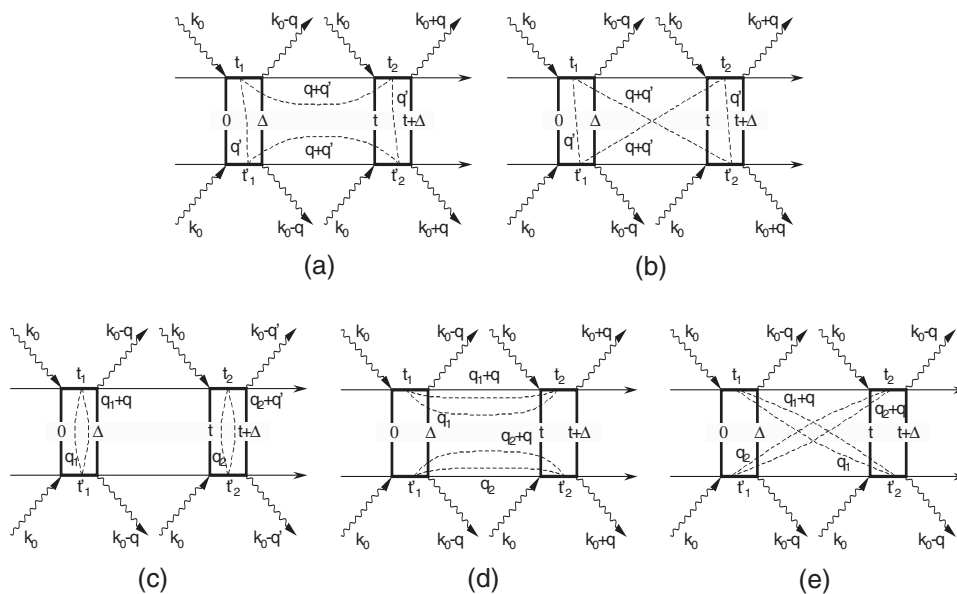 k₀ k₀-q k₀ k₀+q
t₁ t₂
q+q'
0 Δ t q' t+Δ
q' q+q'
t'₁ t'₂
k₀ k₀-q k₀ k₀+q
(a)
k₀ k₀-q k₀ k₀+q
t₁ t₂
q+q'
0 Δ t q' t+Δ
q' q+q'
t'₁ t'₂
k₀ k₀-q k₀ k₀+q
(b)
k₀ k₀-q k₀ k₀-q'
t₁ t₂
q₁+q q₂+q'
0 Δ t t+Δ
q₁ q₂
t'₁ t'₂
k₀ k₀-q k₀ k₀-q'
(c)
k₀ k₀-q k₀ k₀+q
t₁ q₁+q t₂
q₁
0 Δ q₂+q t t+Δ
t'₁ q₂ t'₂
k₀ k₀-q k₀ k₀+q
(d)
k₀ k₀-q k₀ k₀+q
t₁ t₂
q₁+q q₂+q
0 Δ t t+Δ
q₂ q₁
t'₁ t'₂
k₀ k₀-q k₀ k₀+q
(e)